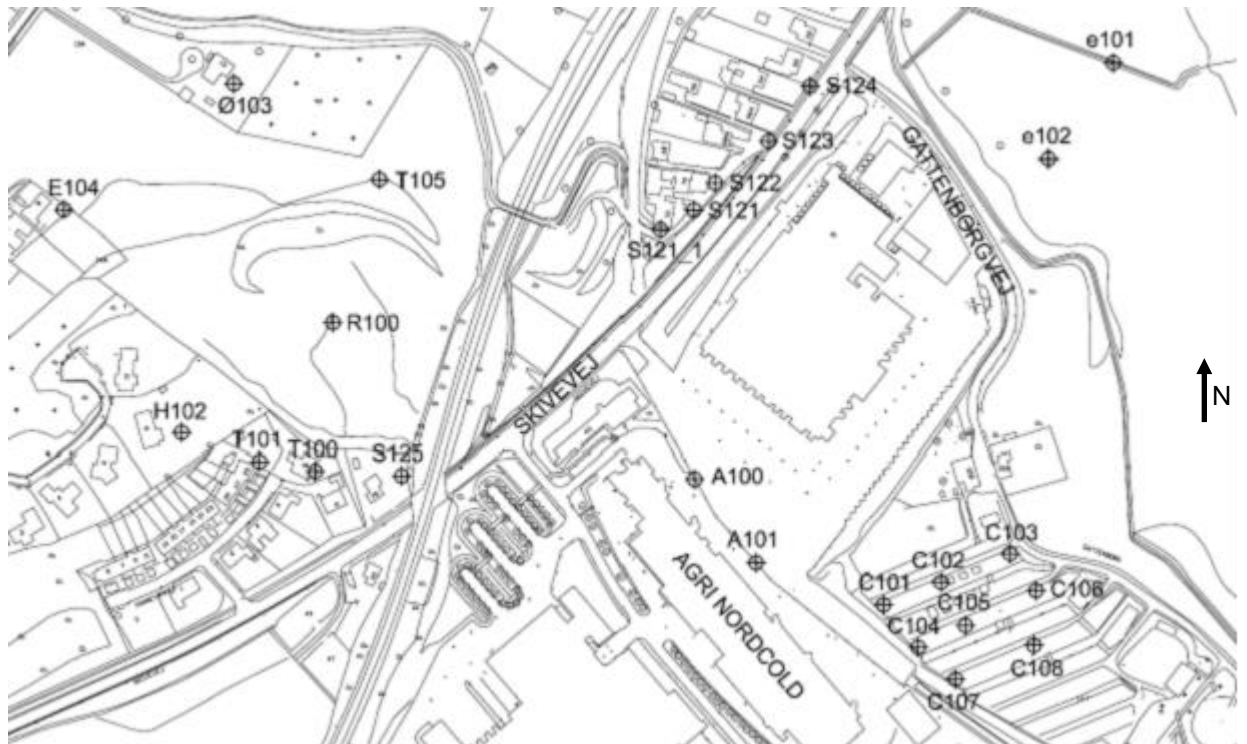 e101
S124
Ø103
e102
S123
GATTENBORGVEJ
T105
E104
S122
S121
S121_1
R100
SKIVEVEJ
N
H102
T101
T100
S125
A100
A101
C103
C102
C101
C106
C105
AGRI NORDCOLD
C104
C108
C107